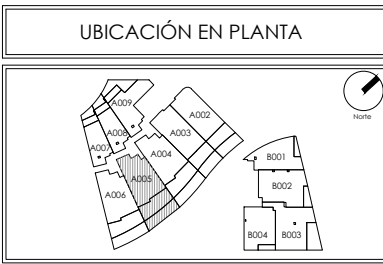 UBICACIÓN EN PLANTA
Norte
A009
A002
A008
A003
A007
A004
B001
A005
B002
A006
B004
B003